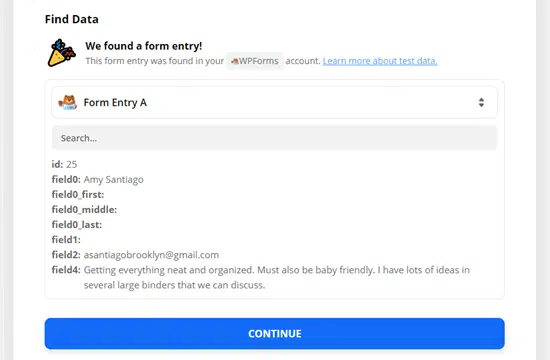 Find Data
We found a form entry!
This form entry was found in your WPForms account. Learn more about test data.
Form Entry A
Search...
id: 25
field0: Amy Santiago
field0_first:
field0_middle:
field0_last:
field1:
field2: asantiagobrooklyn@gmail.com
field4: Getting everything neat and organized. Must also be baby friendly. I have lots of ideas in
several large binders that we can discuss.
CONTINUE